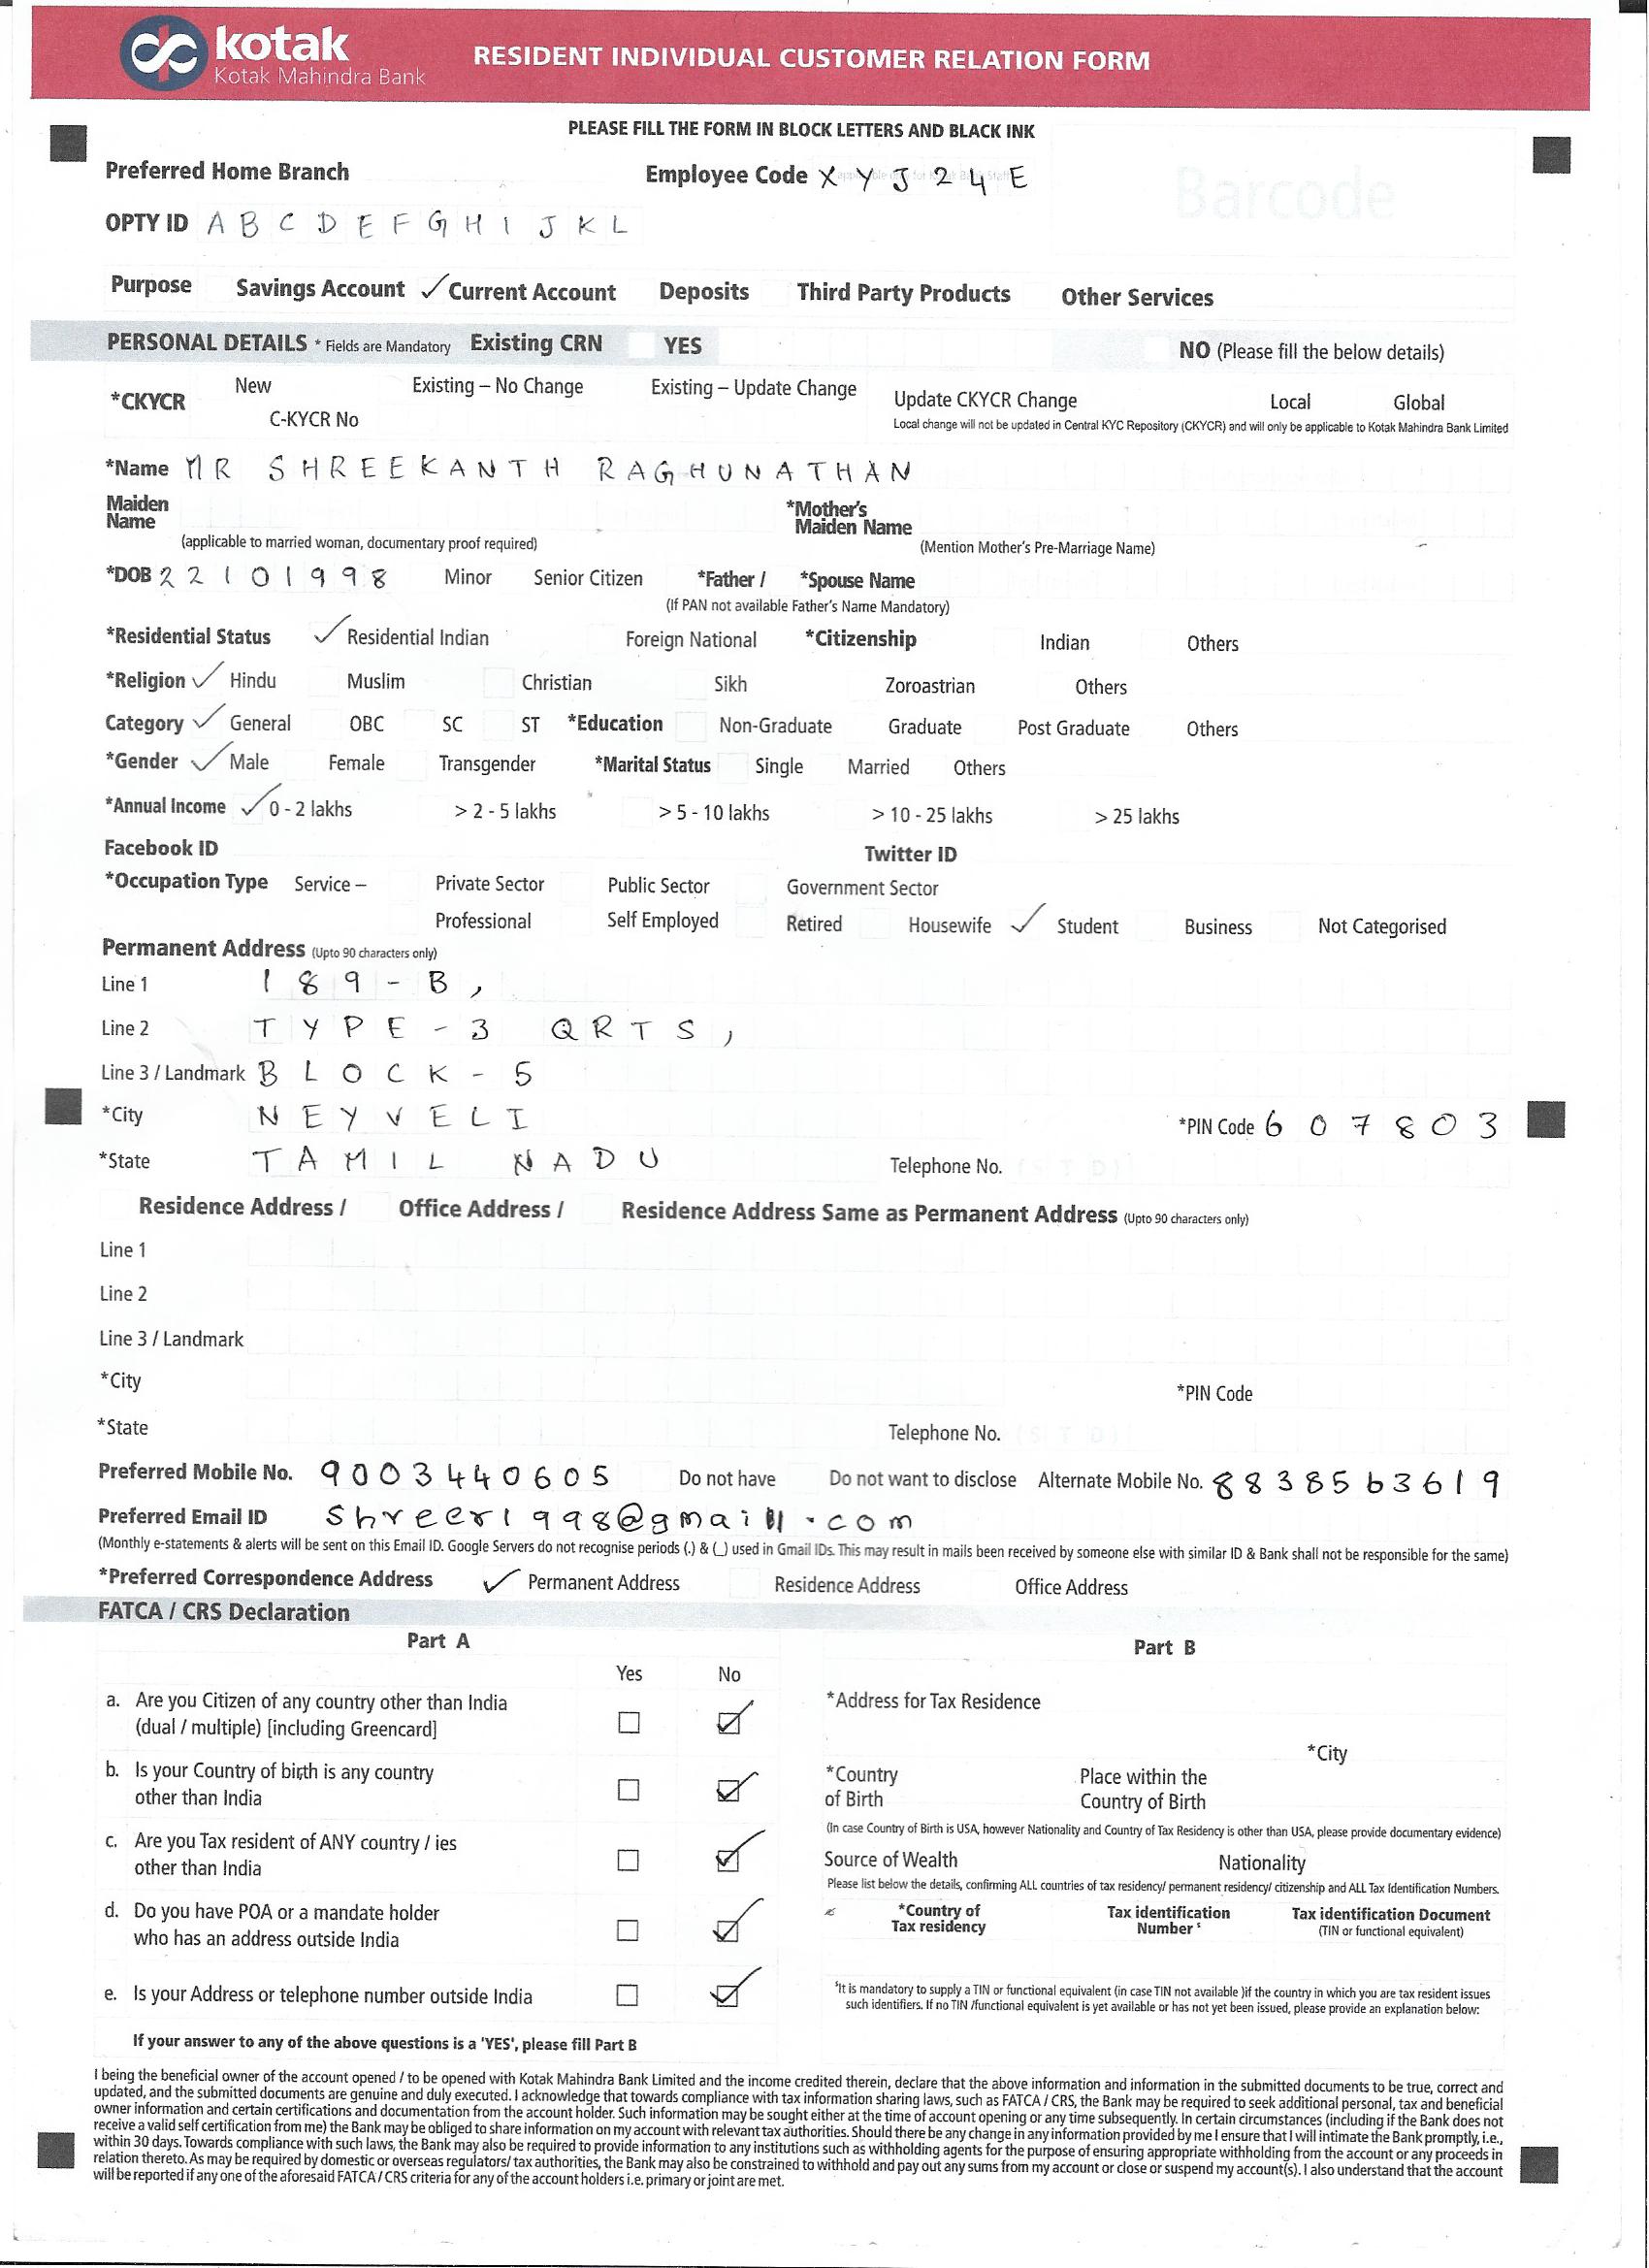 kotak
Kotak Mahindra Bank
RESIDENT INDIVIDUAL CUSTOMER RELATION FORM
PLEASE FILL THE FORM IN BLOCK LETTERS AND BLACK INK
Preferred Home Branch Employee Code X Y J 2 4 E Barcode
OPTY ID A B C D E F G H I J K L
Purpose Savings Account ✓ Current Account Deposits Third Party Products Other Services
PERSONAL DETAILS * Fields are Mandatory Existing CRN YES NO (Please fill the below details)
*CKYCR New Existing – No Change Existing – Update Change Update CKYCR Change Local Global
C-KYCR No Local change will not be updated in Central KYC Repository (CKYCR) and will only be applicable to Kotak Mahindra Bank Limited
*Name MR SHREEKANTH RAGHUNATHAN
Maiden Name *Mother's Maiden Name
(applicable to married woman, documentary proof required) (Mention Mother's Pre-Marriage Name)
*DOB 2 2 1 0 1 9 9 8 Minor Senior Citizen *Father / *Spouse Name
(If PAN not available Father's Name Mandatory)
*Residential Status ✓ Residential Indian Foreign National *Citizenship Indian Others
*Religion ✓ Hindu Muslim Christian Sikh Zoroastrian Others
Category ✓ General OBC SC ST *Education Non-Graduate Graduate Post Graduate Others
*Gender ✓ Male Female Transgender *Marital Status Single Married Others
*Annual Income ✓ 0 - 2 lakhs > 2 - 5 lakhs > 5 - 10 lakhs > 10 - 25 lakhs > 25 lakhs
Facebook ID Twitter ID
*Occupation Type Service – Private Sector Public Sector Government Sector
Professional Self Employed Retired Housewife ✓ Student Business Not Categorised
Permanent Address (Upto 90 characters only)
Line 1 189-B,
Line 2 TYPE-3 QRTS,
Line 3 / Landmark BLOCK-5
*City NEYVELI *PIN Code 607803
*State TAMIL NADU Telephone No. (S T D)
Residence Address / Office Address / Residence Address Same as Permanent Address (Upto 90 characters only)
Line 1
Line 2
Line 3 / Landmark
*City *PIN Code
*State Telephone No. (S T D)
Preferred Mobile No. 9003440605 Do not have Do not want to disclose Alternate Mobile No. 8838563619
Preferred Email ID shreer1998@gmail.com
(Monthly e-statements & alerts will be sent on this Email ID. Google Servers do not recognise periods (.) & (_) used in Gmail IDs. This may result in mails been received by someone else with similar ID & Bank shall not be responsible for the same)
*Preferred Correspondence Address ✓ Permanent Address Residence Address Office Address
FATCA / CRS Declaration
Part A
Yes No
a. Are you Citizen of any country other than India
(dual / multiple) [including Greencard] ☐ ☑
b. Is your Country of birth is any country
other than India ☐ ☑
c. Are you Tax resident of ANY country / ies
other than India ☐ ☑
d. Do you have POA or a mandate holder
who has an address outside India ☐ ☑
e. Is your Address or telephone number outside India ☐ ☑
If your answer to any of the above questions is a 'YES', please fill Part B
Part B
*Address for Tax Residence
*City
*Country of Birth Place within the Country of Birth
(In case Country of Birth is USA, however Nationality and Country of Tax Residency is other than USA, please provide documentary evidence)
Source of Wealth Nationality
Please list below the details, confirming ALL countries of tax residency/ permanent residency/ citizenship and ALL Tax Identification Numbers.
*Country of Tax residency Tax identification Number $ Tax identification Document (TIN or functional equivalent)
$It is mandatory to supply a TIN or functional equivalent (in case TIN not available )if the country in which you are tax resident issues
such identifiers. If no TIN /functional equivalent is yet available or has not yet been issued, please provide an explanation below:
I being the beneficial owner of the account opened / to be opened with Kotak Mahindra Bank Limited and the income credited therein, declare that the above information and information in the submitted documents to be true, correct and
updated, and the submitted documents are genuine and duly executed. I acknowledge that towards compliance with tax information sharing laws, such as FATCA / CRS, the Bank may be required to seek additional personal, tax and beneficial
owner information and certain certifications and documentation from the account holder. Such information may be sought either at the time of account opening or any time subsequently. In certain circumstances (including if the Bank does not
receive a valid self certification from me) the Bank may be obliged to share information on my account with relevant tax authorities. Should there be any change in any information provided by me I ensure that I will intimate the Bank promptly, i.e.,
within 30 days. Towards compliance with such laws, the Bank may also be required to provide information to any institutions such as withholding agents for the purpose of ensuring appropriate withholding from the account or any proceeds in
relation thereto. As may be required by domestic or overseas regulators/ tax authorities, the Bank may also be constrained to withhold and pay out any sums from my account or close or suspend my account(s). I also understand that the account
will be reported if any one of the aforesaid FATCA / CRS criteria for any of the account holders i.e. primary or joint are met.